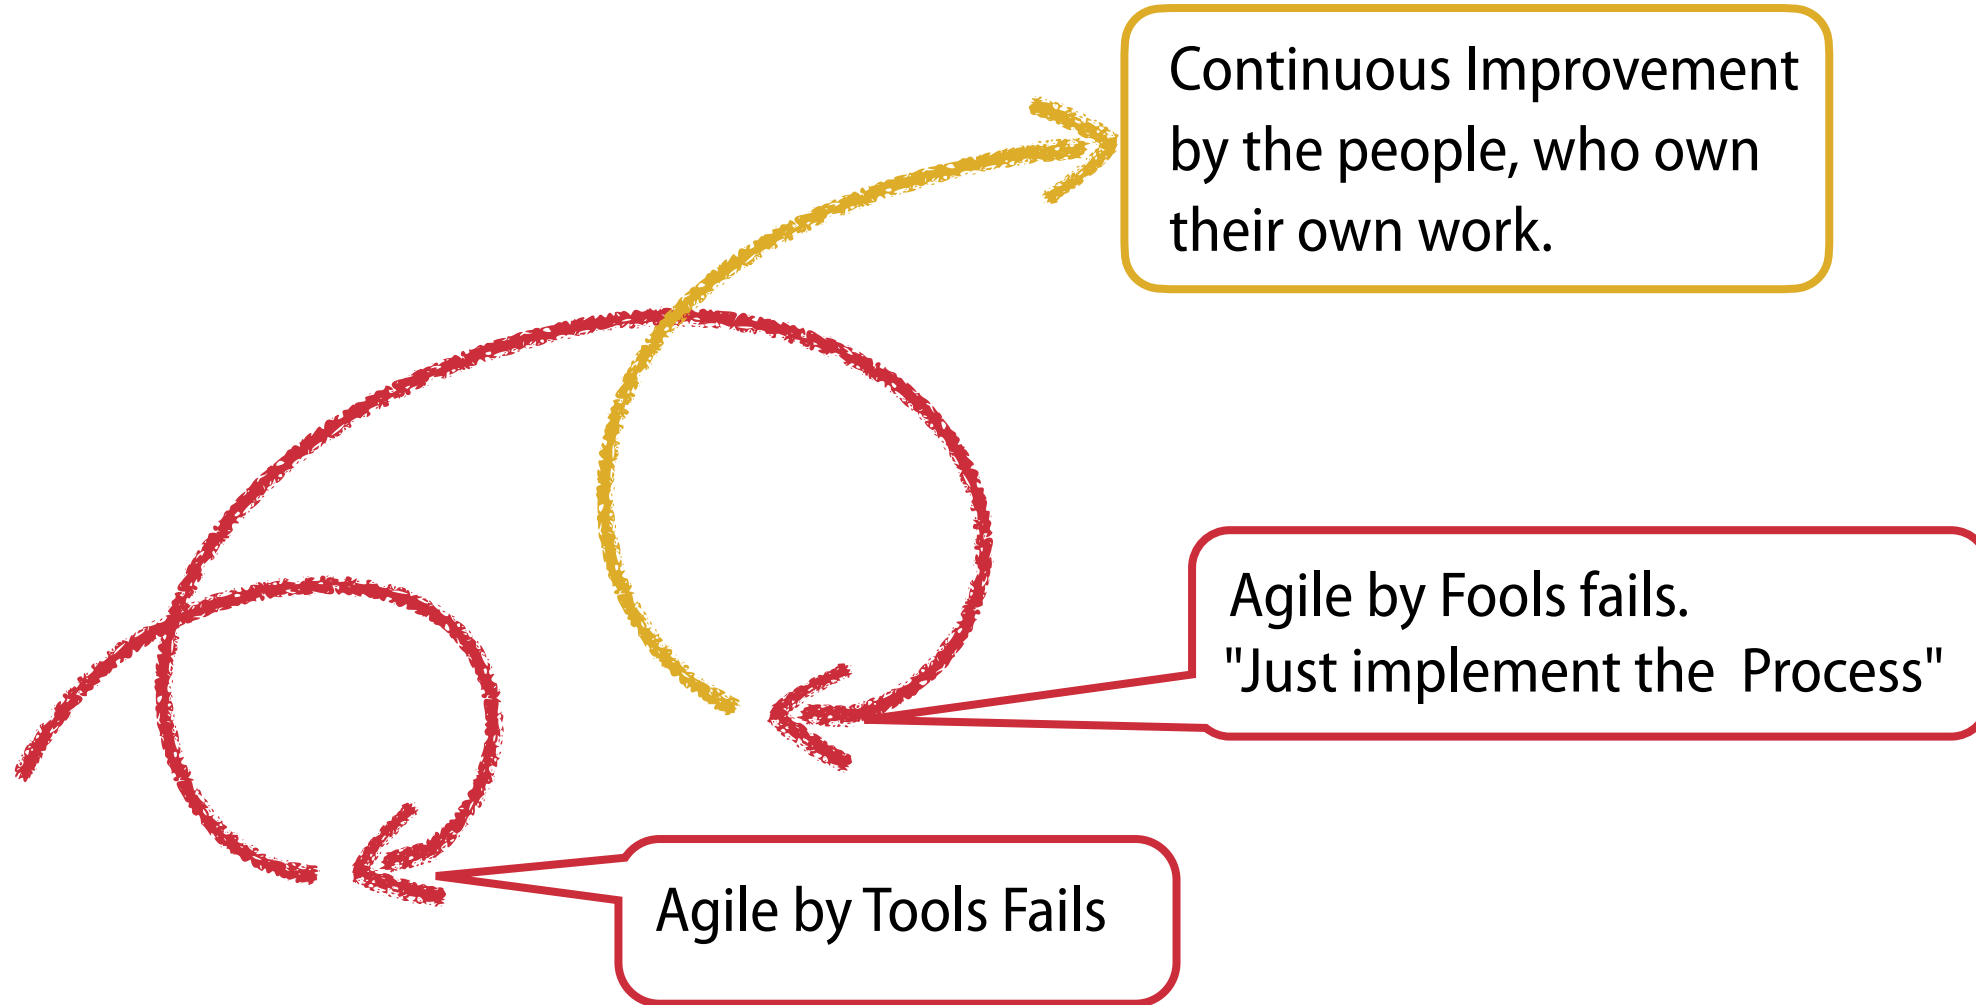 Continuous Improvement
by the people, who own
their own work.
Agile by Fools fails.
"Just implement the  Process"
Agile by Tools Fails